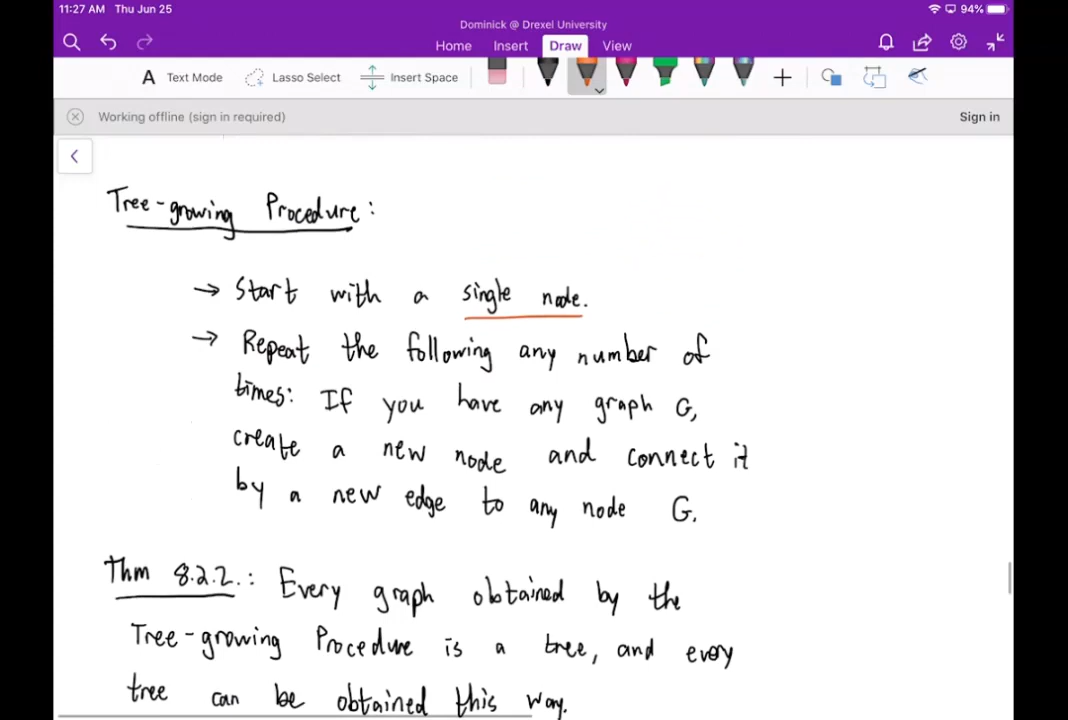 11:27 AM Thu Jun 25
94%
Dominick @ Drexel University
Home Insert Draw View
Text Mode Lasso Select Insert Space
Working offline (sign in required) Sign in
Tree-growing Procedure:
→ Start with a single node.
→ Repeat the following any number of
times: If you have any graph G,
create a new node and connect it
by a new edge to any node G.
Thm 8.2.2.: Every graph obtained by the
Tree-growing Procedure is a tree, and every
tree can be obtained this way.